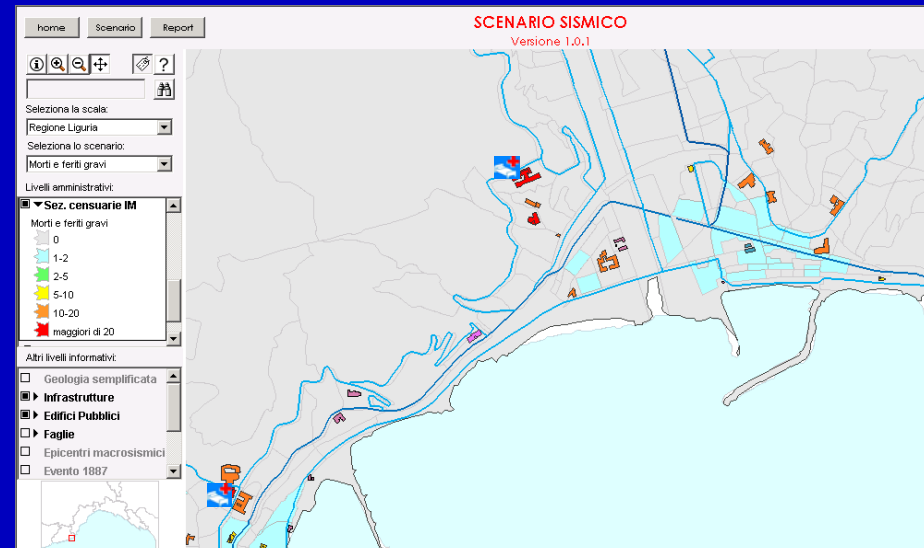 home Scenario Report
SCENARIO SISMICO
Versione 1.0.1
?
Seleziona la scala:
Regione Liguria
Seleziona lo scenario:
Morti e feriti gravi
Livelli amministrativi:
Sez. censuarie IM
Morti e feriti gravi
0
1-2
2-5
5-10
10-20
maggiori di 20
Altri livelli informativi:
Geologia semplificata
Infrastrutture
Edifici Pubblici
Faglie
Epicentri macrosismici
Evento 1887